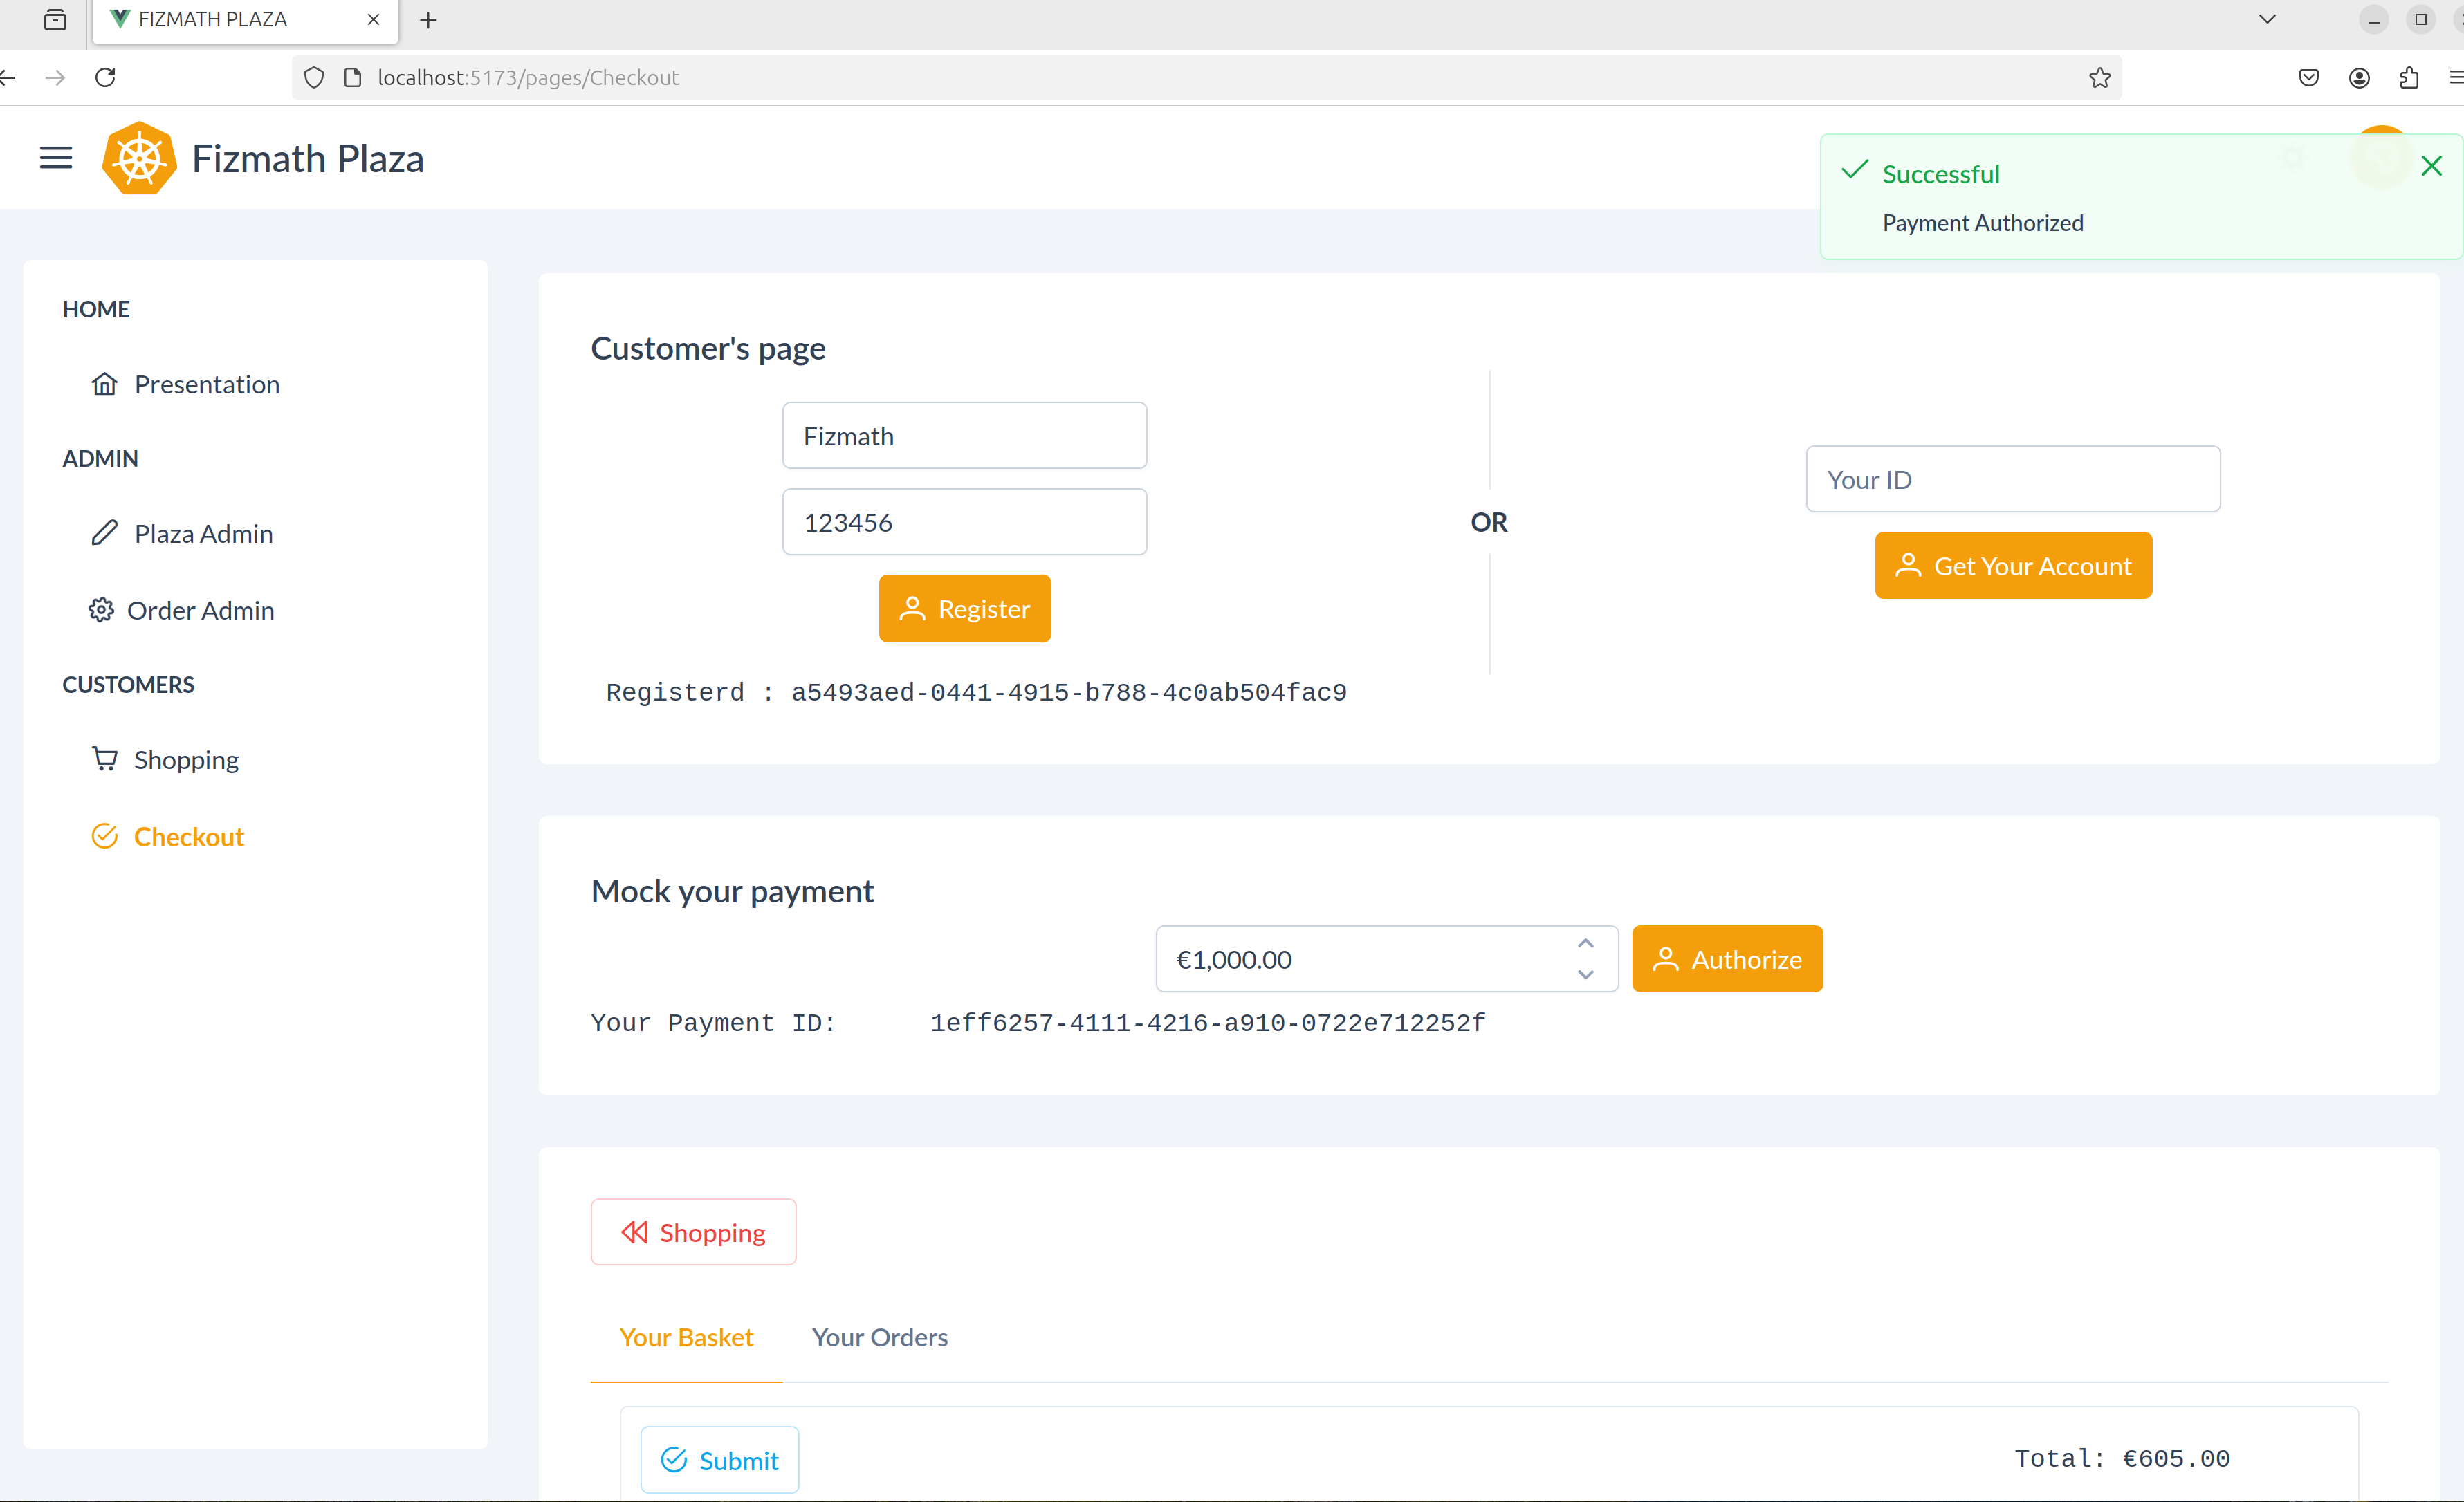 FIZMATH PLAZA
localhost:5173/pages/Checkout
Fizmath Plaza
Successful
Payment Authorized
HOME
Presentation
ADMIN
Plaza Admin
Order Admin
CUSTOMERS
Shopping
Checkout
Customer's page
Fizmath
123456
Register
Registerd : a5493aed-0441-4915-b788-4c0ab504fac9
OR
Your ID
Get Your Account
Mock your payment
€1,000.00
Authorize
Your Payment ID: 1eff6257-4111-4216-a910-0722e712252f
Shopping
Your Basket Your Orders
Submit
Total: €605.00